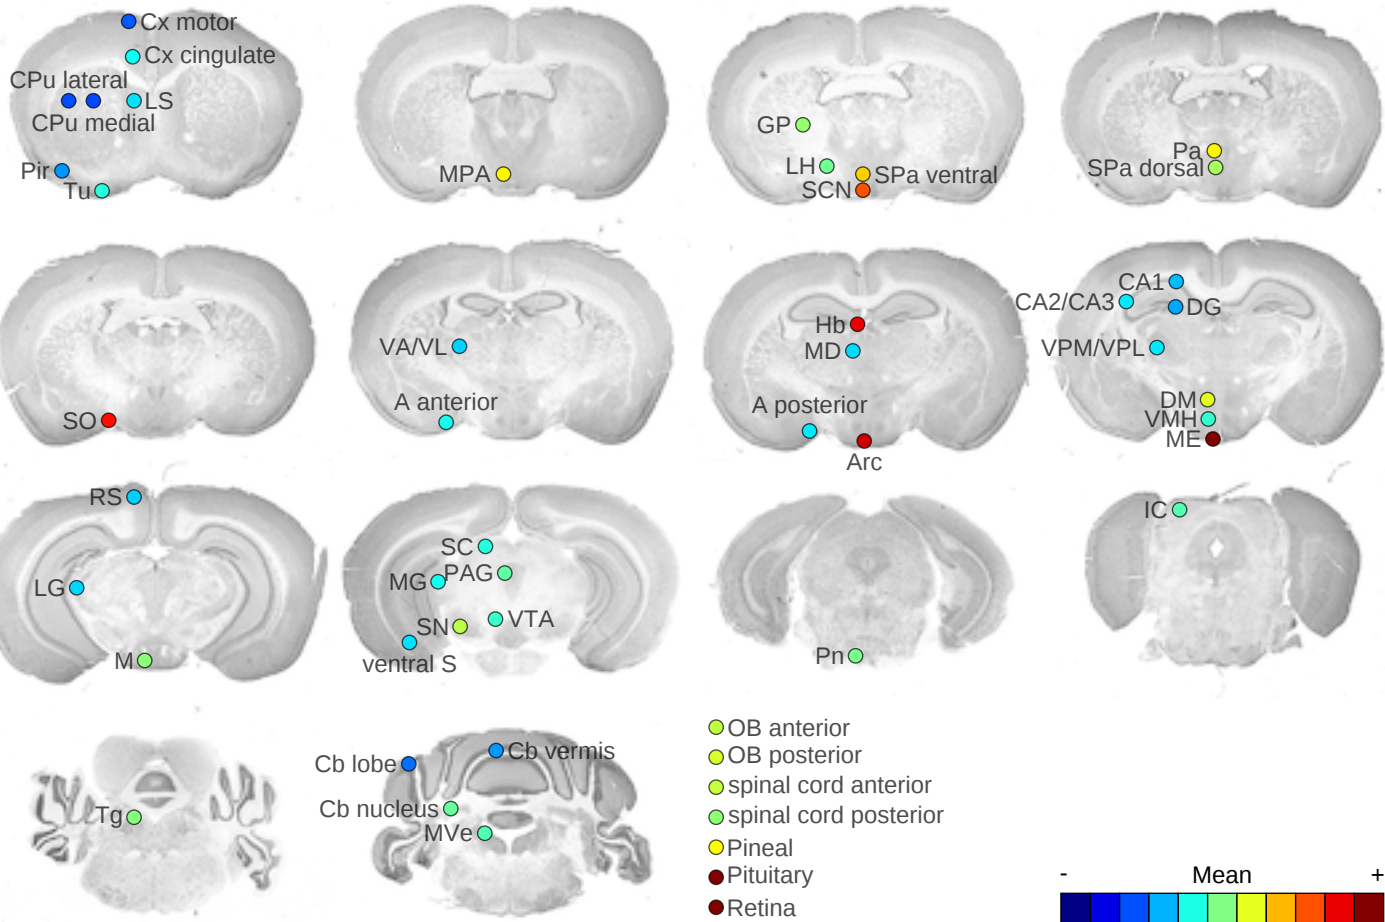 Cx motor
Cx cingulate
CPu lateral
LS
CPu medial
Pir
Tu
MPA
GP
LH
SPa ventral
SCN
Pa
SPa dorsal
SO
VA/VL
A anterior
Hb
MD
A posterior
Arc
CA1
CA2/CA3
DG
VPM/VPL
DM
VMH
ME
RS
LG
M
SC
PAG
MG
VTA
SN
ventral S
Pn
IC
Tg
Cb vermis
Cb lobe
Cb nucleus
MVe
OB anterior
OB posterior
spinal cord anterior
spinal cord posterior
Pineal
Pituitary
Retina
- Mean +